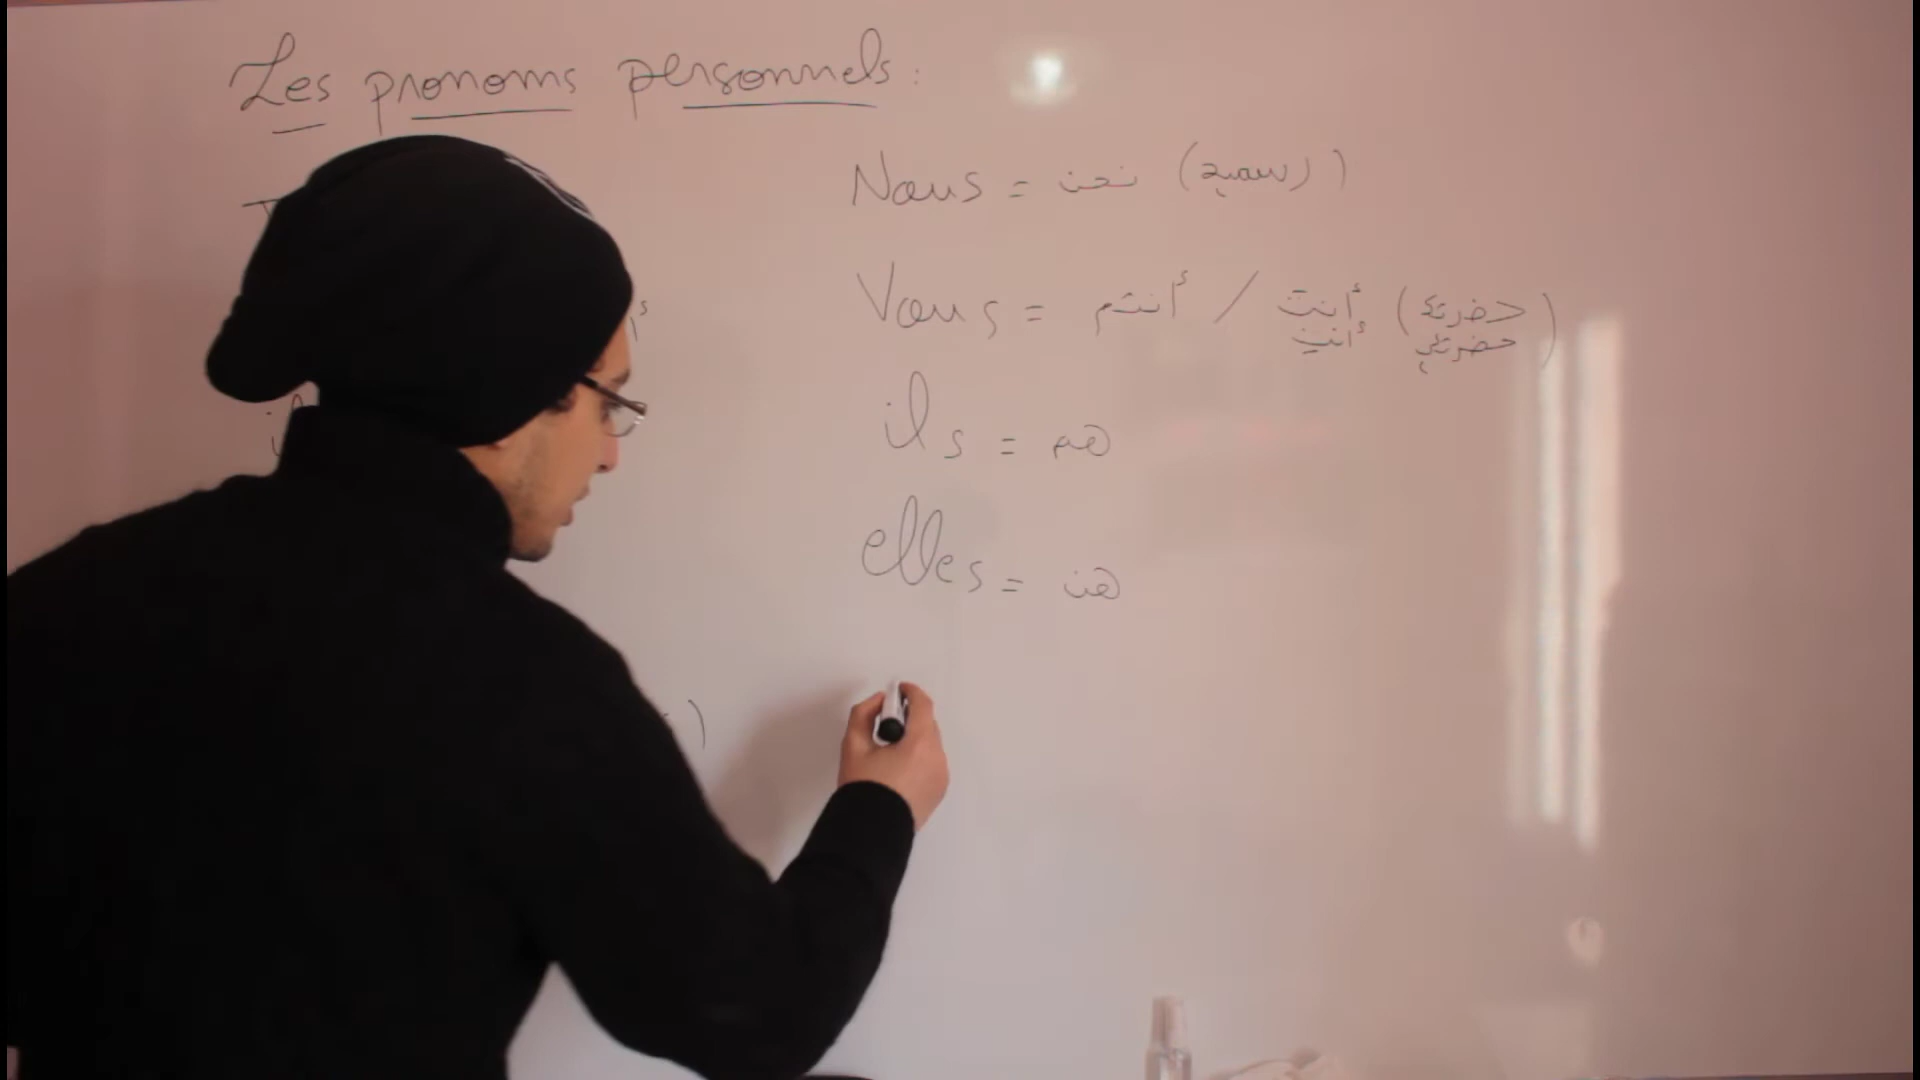 Les pronoms personnels :
Nous = نحن (رسمية)
Vous = أنتم / أنتَ (حضرتك)
أنتِ حضرتكِ
ils = هم
elles = هن